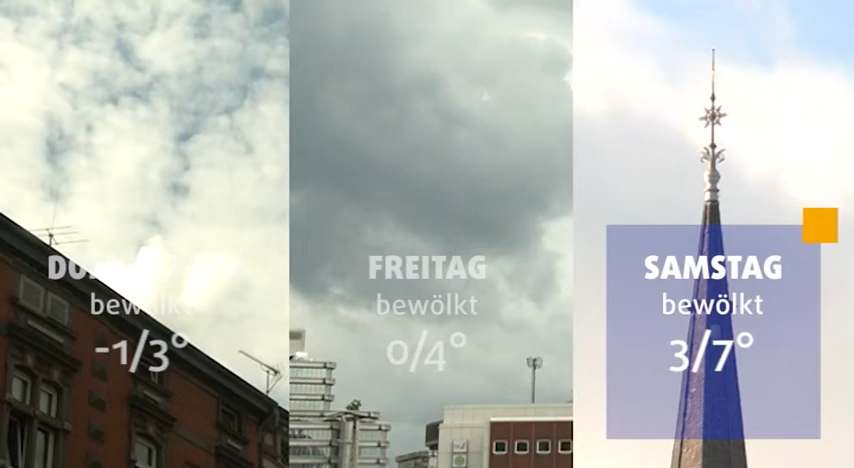 bewölkt
-1/3°
FREITAG
bewölkt
0/4°
SAMSTAG
bewölkt
3/7°